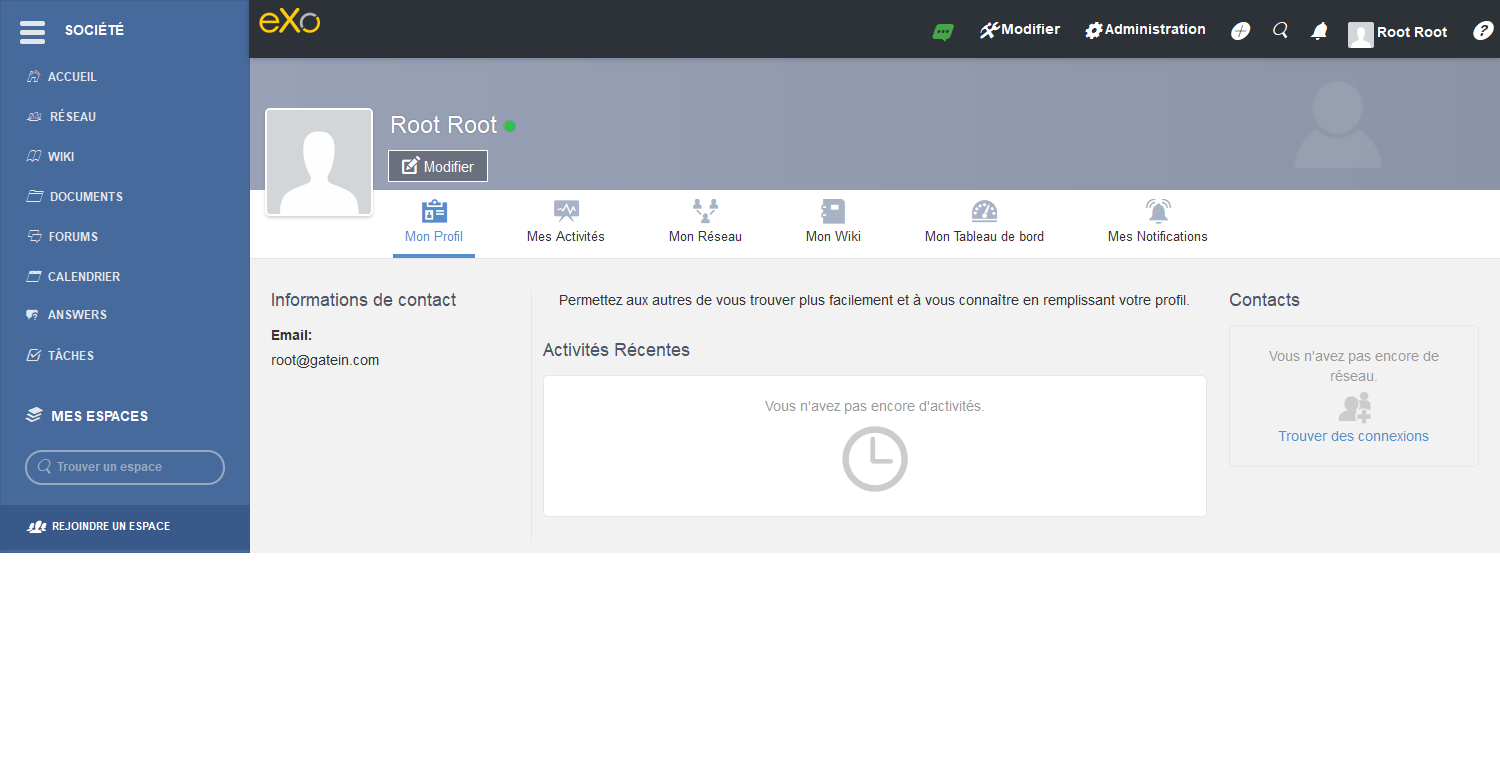 SOCIÉTÉ
ACCUEIL
RÉSEAU
WIKI
DOCUMENTS
FORUMS
CALENDRIER
ANSWERS
TÂCHES
MES ESPACES
Trouver un espace
REJOINDRE UN ESPACE
eXo
Modifier
Administration
Root Root
?
Root Root
Modifier
Mon Profil
Mes Activités
Mon Réseau
Mon Wiki
Mon Tableau de bord
Mes Notifications
Informations de contact
Email:
root@gatein.com
Permettez aux autres de vous trouver plus facilement et à vous connaître en remplissant votre profil.
Activités Récentes
Vous n'avez pas encore d'activités.
Contacts
Vous n'avez pas encore de
réseau.
Trouver des connexions